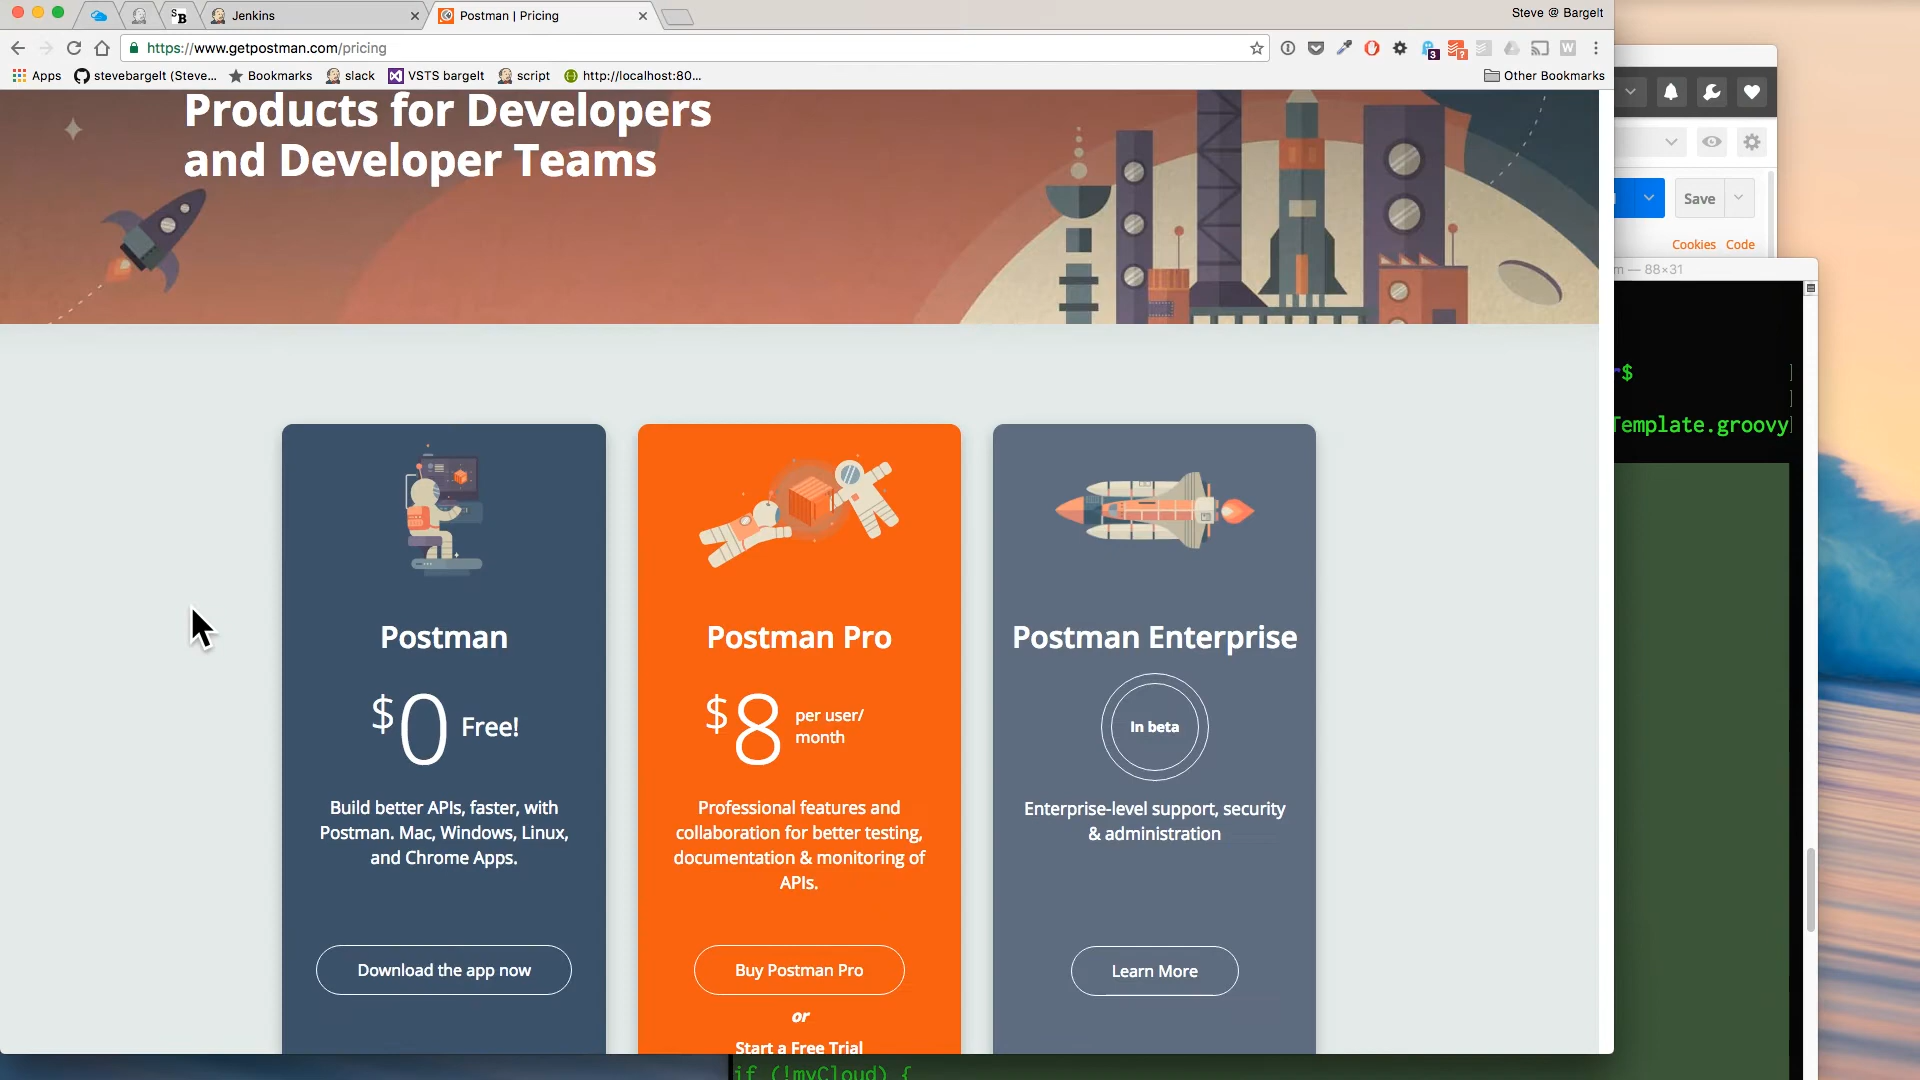 Jenkins
Postman | Pricing
Steve @ Bargelt
https://www.getpostman.com/pricing
3
?
W
Apps
stevebargelt (Steve...
Bookmarks
slack
VSTS bargelt
script
http://localhost:80...
Other Bookmarks
Products for Developers
and Developer Teams
Save
Cookies
Code
m — 88×31
r$
Template.groovy
Postman
$0 Free!
Build better APIs, faster, with
Postman. Mac, Windows, Linux,
and Chrome Apps.
Download the app now
Postman Pro
$8 per user/
month
Professional features and
collaboration for better testing,
documentation & monitoring of
APIs.
Buy Postman Pro
or
Start a Free Trial
Postman Enterprise
In beta
Enterprise-level support, security
& administration
Learn More
if (!myCloud) {